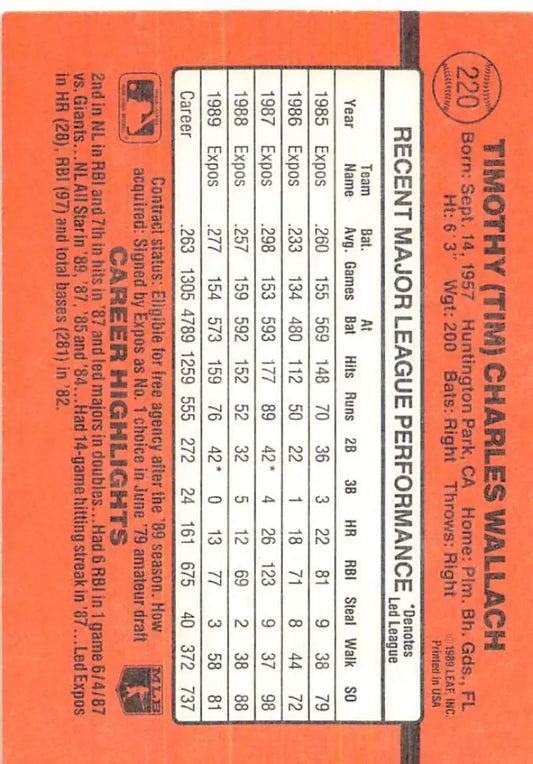 220
TIMOTHY (TIM) CHARLES WALLACH
Born: Sept. 14, 1957 Huntington Park, CA Home: Plm. Bh. Gds., FL
Ht: 6' 3" Wgt: 200 Bats: Right Throws: Right
© 1989 LEAF, INC.
Printed in USA
RECENT MAJOR LEAGUE PERFORMANCE *Denotes Led League
Year Team Name Bat. Avg. Games At Bat Hits Runs 2B 3B HR RBI Steal Walk SO
1985 Expos .260 155 569 148 70 36 3 22 81 9 38 79
1986 Expos .233 134 480 112 50 22 1 18 71 8 44 72
1987 Expos .298 153 593 177 89 42* 4 26 123 9 37 98
1988 Expos .257 159 592 152 52 32 5 12 69 2 38 88
1989 Expos .277 154 573 159 76 42* 0 13 77 3 58 81
Career .263 1305 4789 1259 555 272 24 161 675 40 372 737
Contract status: Eligible for free agency after the '89 season. How
acquired: Signed by Expos as No. 1 choice in June '79 amateur draft
MLB
CAREER HIGHLIGHTS
2nd in NL in RBI and 7th in hits in '87 and led majors in doubles...Had 6 RBI in 1 game 6/4/87
vs. Giants...NL All Star in '89, '87, '85 and '84...Had 14-game hitting streak in '87...Led Expos
in HR (28), RBI (97) and total bases (281) in '82.